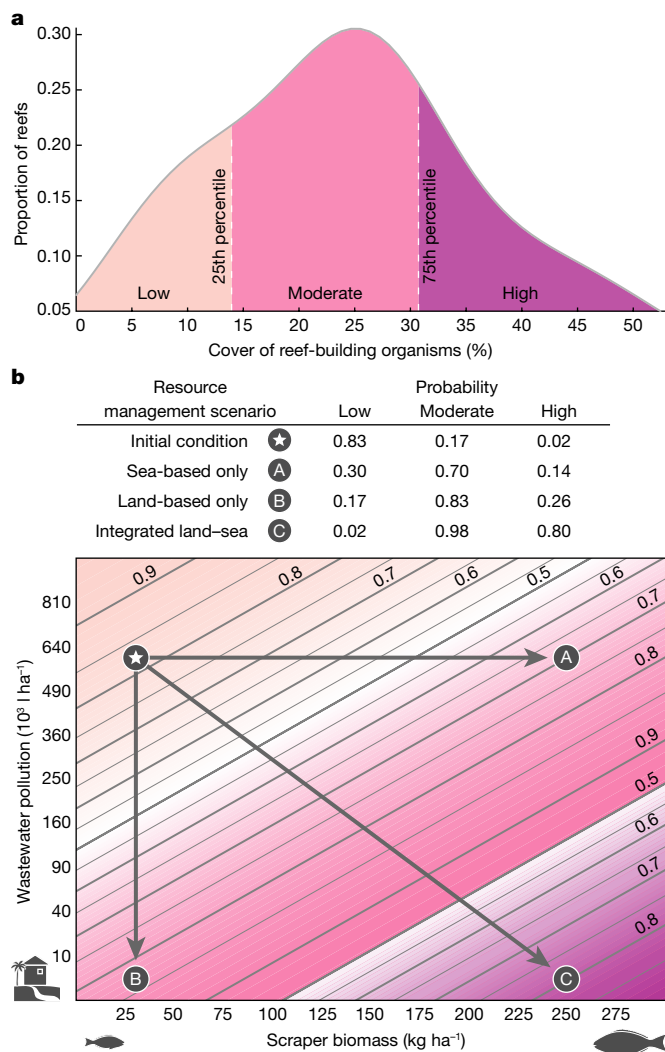 a
0.30
0.25
0.20
0.15
0.10
0.05
Proportion of reefs
25th percentile
75th percentile
Low
Moderate
High
0 5 10 15 20 25 30 35 40 45 50
Cover of reef-building organisms (%)
b
Resource management scenario
Probability
Low Moderate High
Initial condition ★ 0.83 0.17 0.02
Sea-based only A 0.30 0.70 0.14
Land-based only B 0.17 0.83 0.26
Integrated land–sea C 0.02 0.98 0.80
0.9 0.8 0.7 0.6 0.5 0.6
0.7
0.8
0.9
0.5
0.6
0.7
0.8
810
640
490
360
250
160
90
40
10
Wastewater pollution (10³ l ha⁻¹)
A
B
C
25 50 75 100 125 150 175 200 225 250 275
Scraper biomass (kg ha⁻¹)